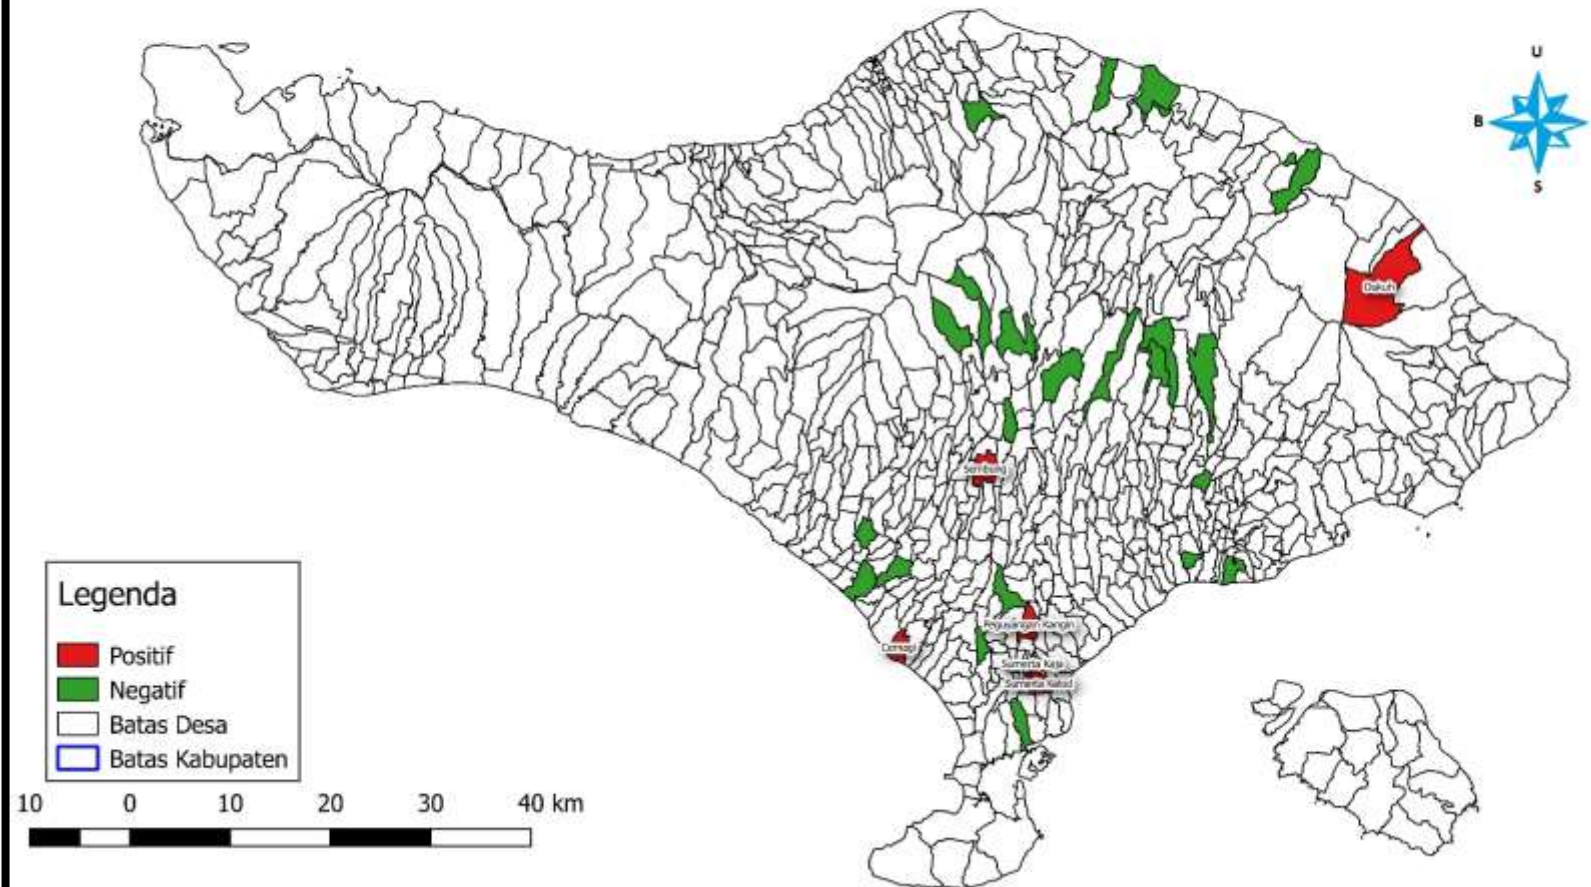 U
B
S
Dukuh
Sembung
Peguyangan Kangin
Cemagi
Sumerta Kaja
Sumerta Kelod
Legenda
Positif
Negatif
Batas Desa
Batas Kabupaten
10 0 10 20 30 40 km